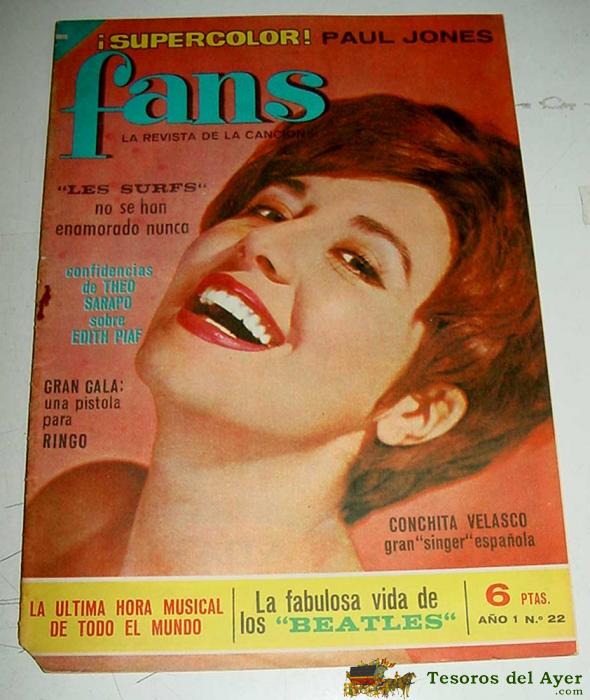 ¡SUPERCOLOR! PAUL JONES
fans
LA REVISTA DE LA CANCION
"LES SURFS"
no se han
enamorado nunca
confidencias
de THEO
SARAPO
sobre
EDITH PIAF
GRAN GALA:
una pistola
para
RINGO
CONCHITA VELASCO
gran "singer" española
LA ULTIMA HORA MUSICAL
DE TODO EL MUNDO
La fabulosa vida de
los "BEATLES"
6 PTAS.
AÑO 1 N.º 22
Tesoros del Ayer
.com